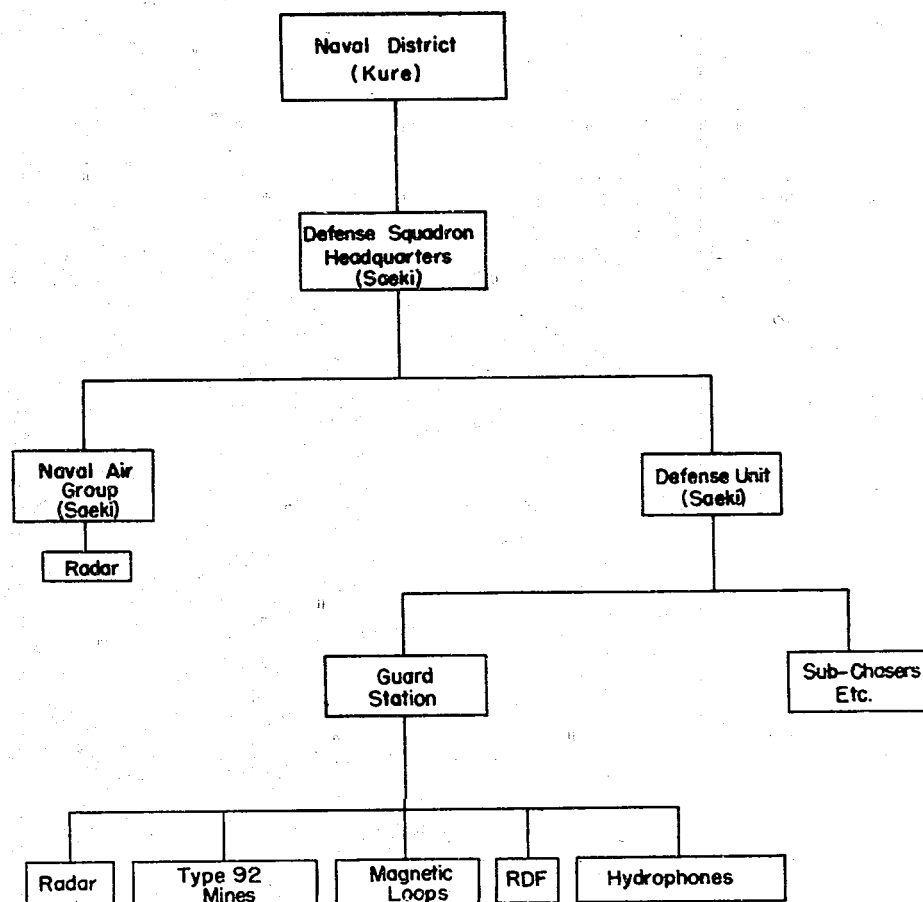 Naval District
(Kure)
Defense Squadron
Headquarters
(Saeki)
Naval Air
Group
(Saeki)
Radar
Defense Unit
(Saeki)
Guard
Station
Sub-Chasers
Etc.
Radar
Type 92
Mines
Magnetic
Loops
RDF
Hydrophones